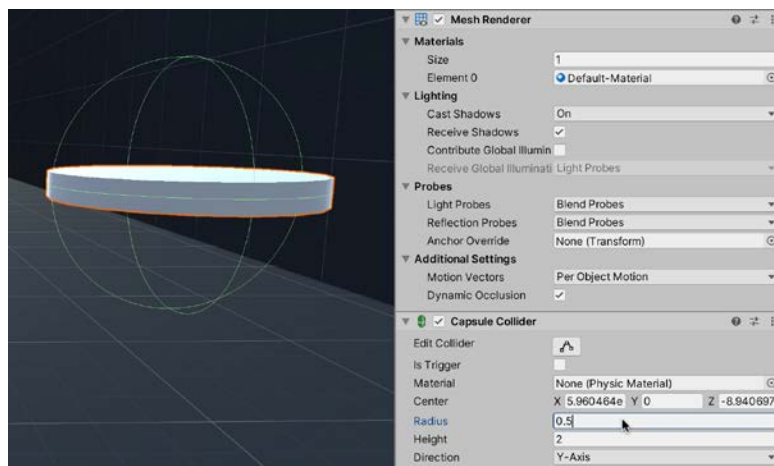 Mesh Renderer
Materials
Size 1
Element 0 Default-Material
Lighting
Cast Shadows On
Receive Shadows
Contribute Global Illumin
Receive Global Illuminati Light Probes
Probes
Light Probes Blend Probes
Reflection Probes Blend Probes
Anchor Override None (Transform)
Additional Settings
Motion Vectors Per Object Motion
Dynamic Occlusion
Capsule Collider
Edit Collider
Is Trigger
Material None (Physic Material)
Center X 5.960464e Y 0 Z -8.940697
Radius 0.5
Height 2
Direction Y-Axis